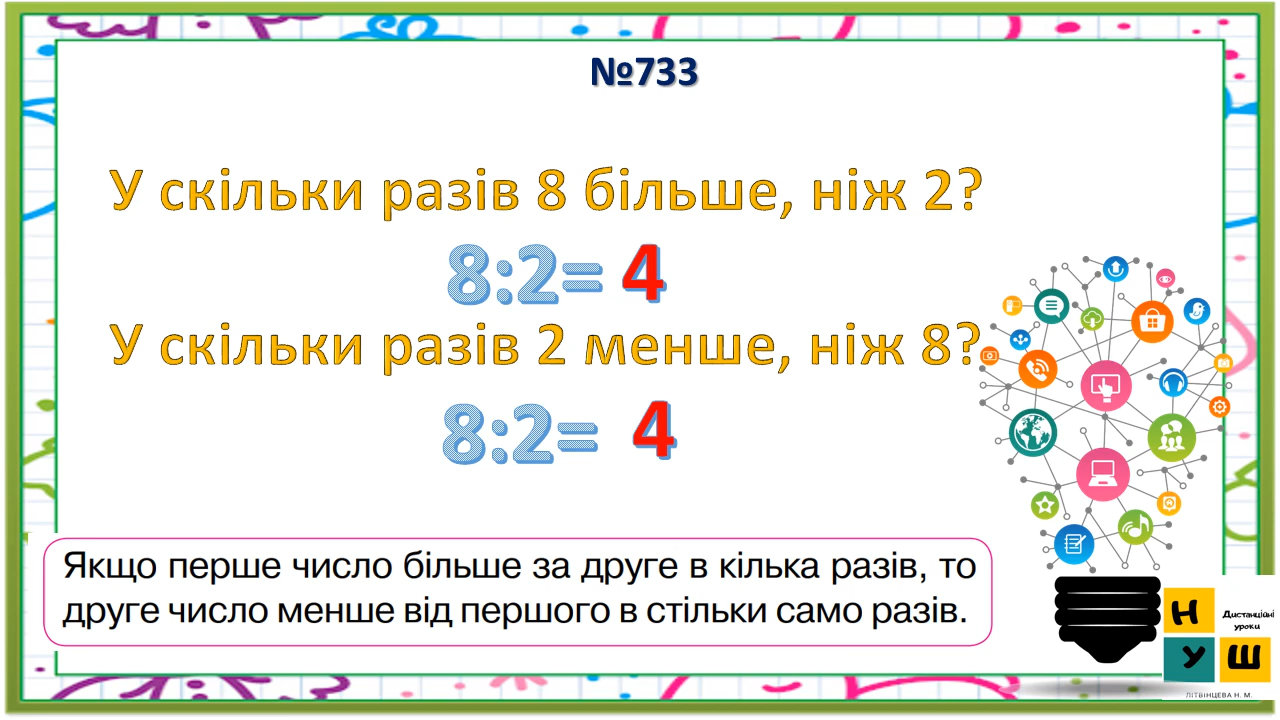 №733
У скільки разів 8 більше, ніж 2?
8:2= 4
У скільки разів 2 менше, ніж 8?
8:2= 4
Якщо перше число більше за друге в кілька разів, то
друге число менше від першого в стільки само разів.
Н
Дистанційні
уроки
У Ш
ЛІТВІНЦЕВА Н. М.